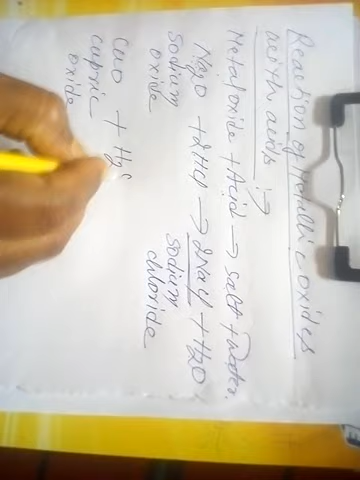 Reaction of Metallic oxides
with acids :→
Metal oxide + Acid → salt + water.
Na2O + 2HCl → 2NaCl + H2O
Sodium oxide
sodium chloride
CuO + H2S
cupric oxide